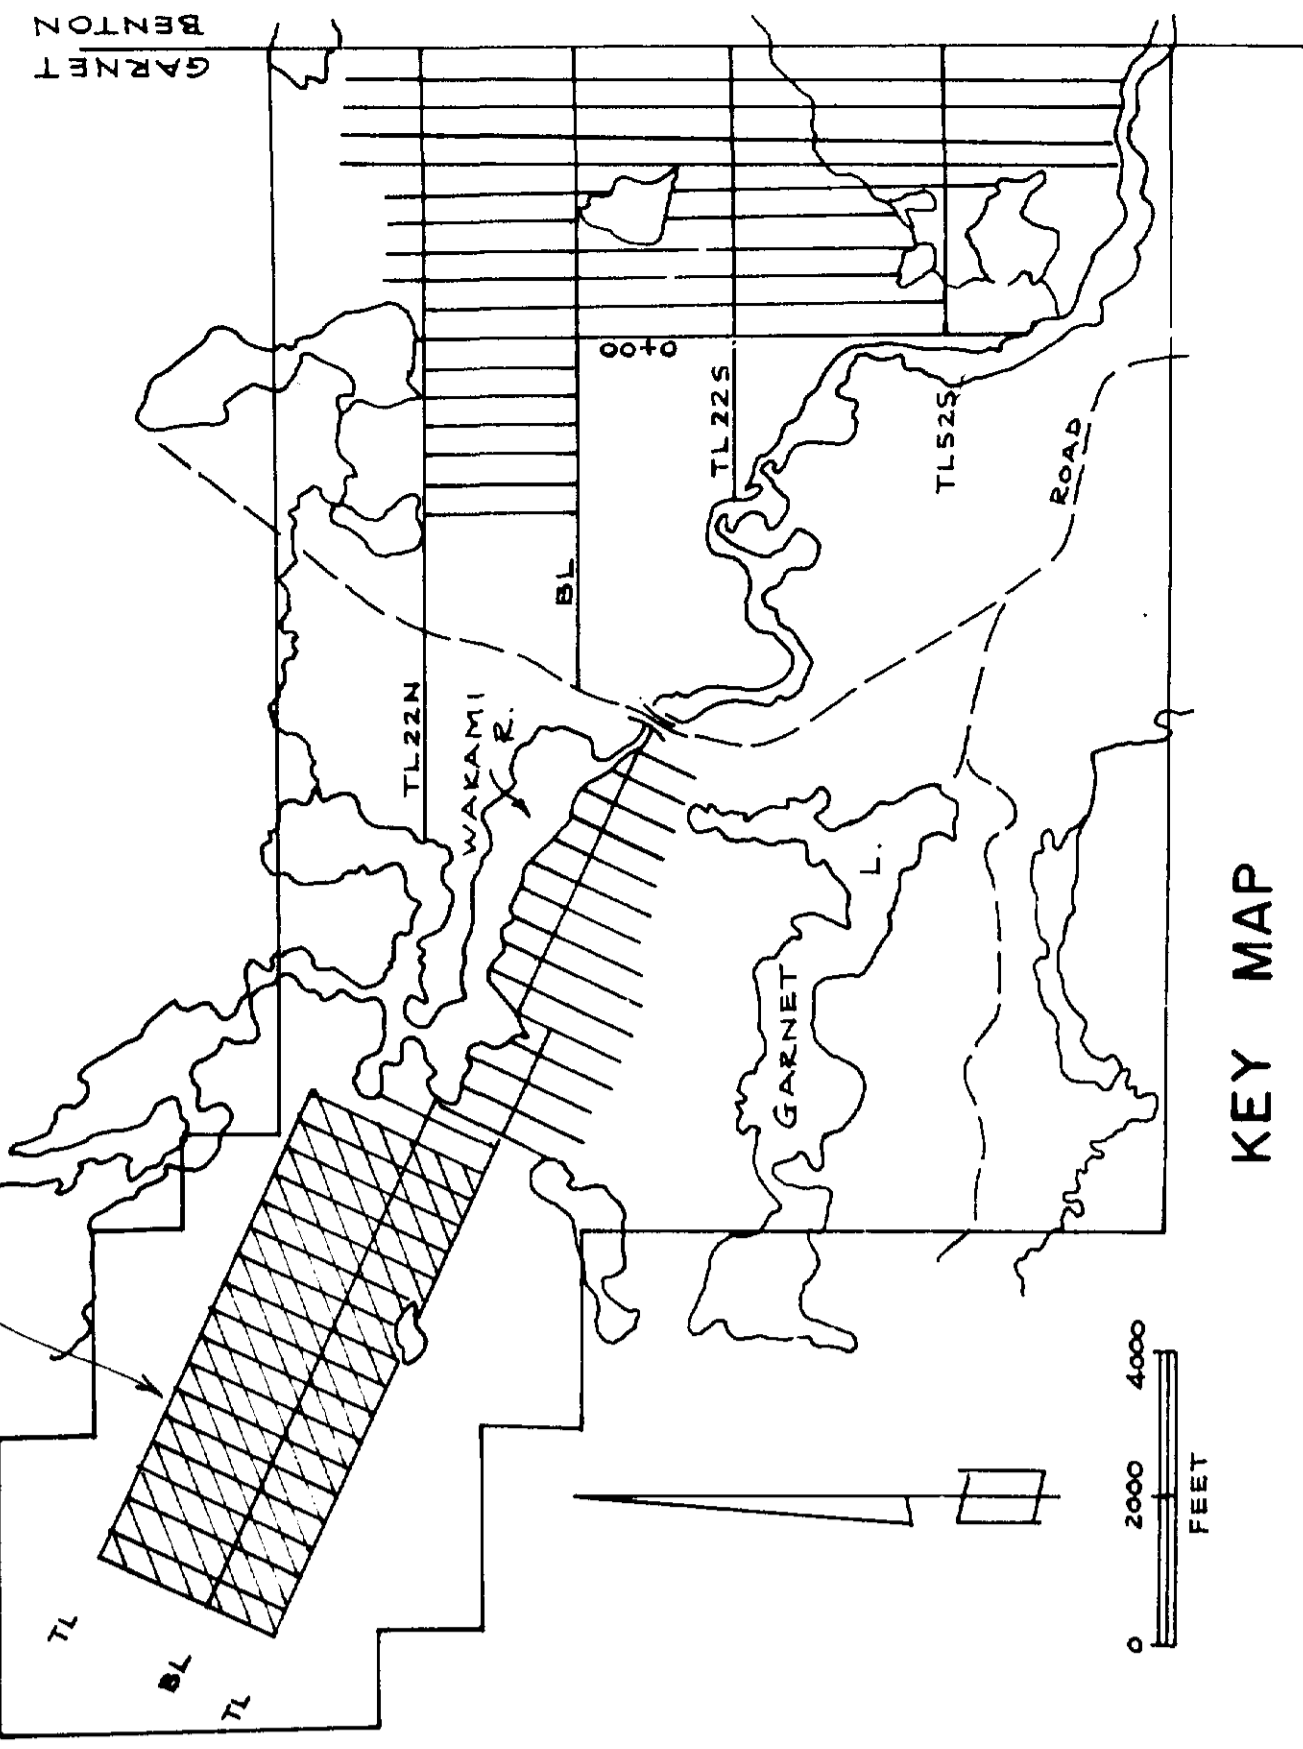 GARNET
BENTON
0+00
TL22S
TL52S
ROAD
BL
TL22N
WAKAMI
R.
GARNET
L.
TL
BL
TL
0 2000 4000
FEET
KEY MAP